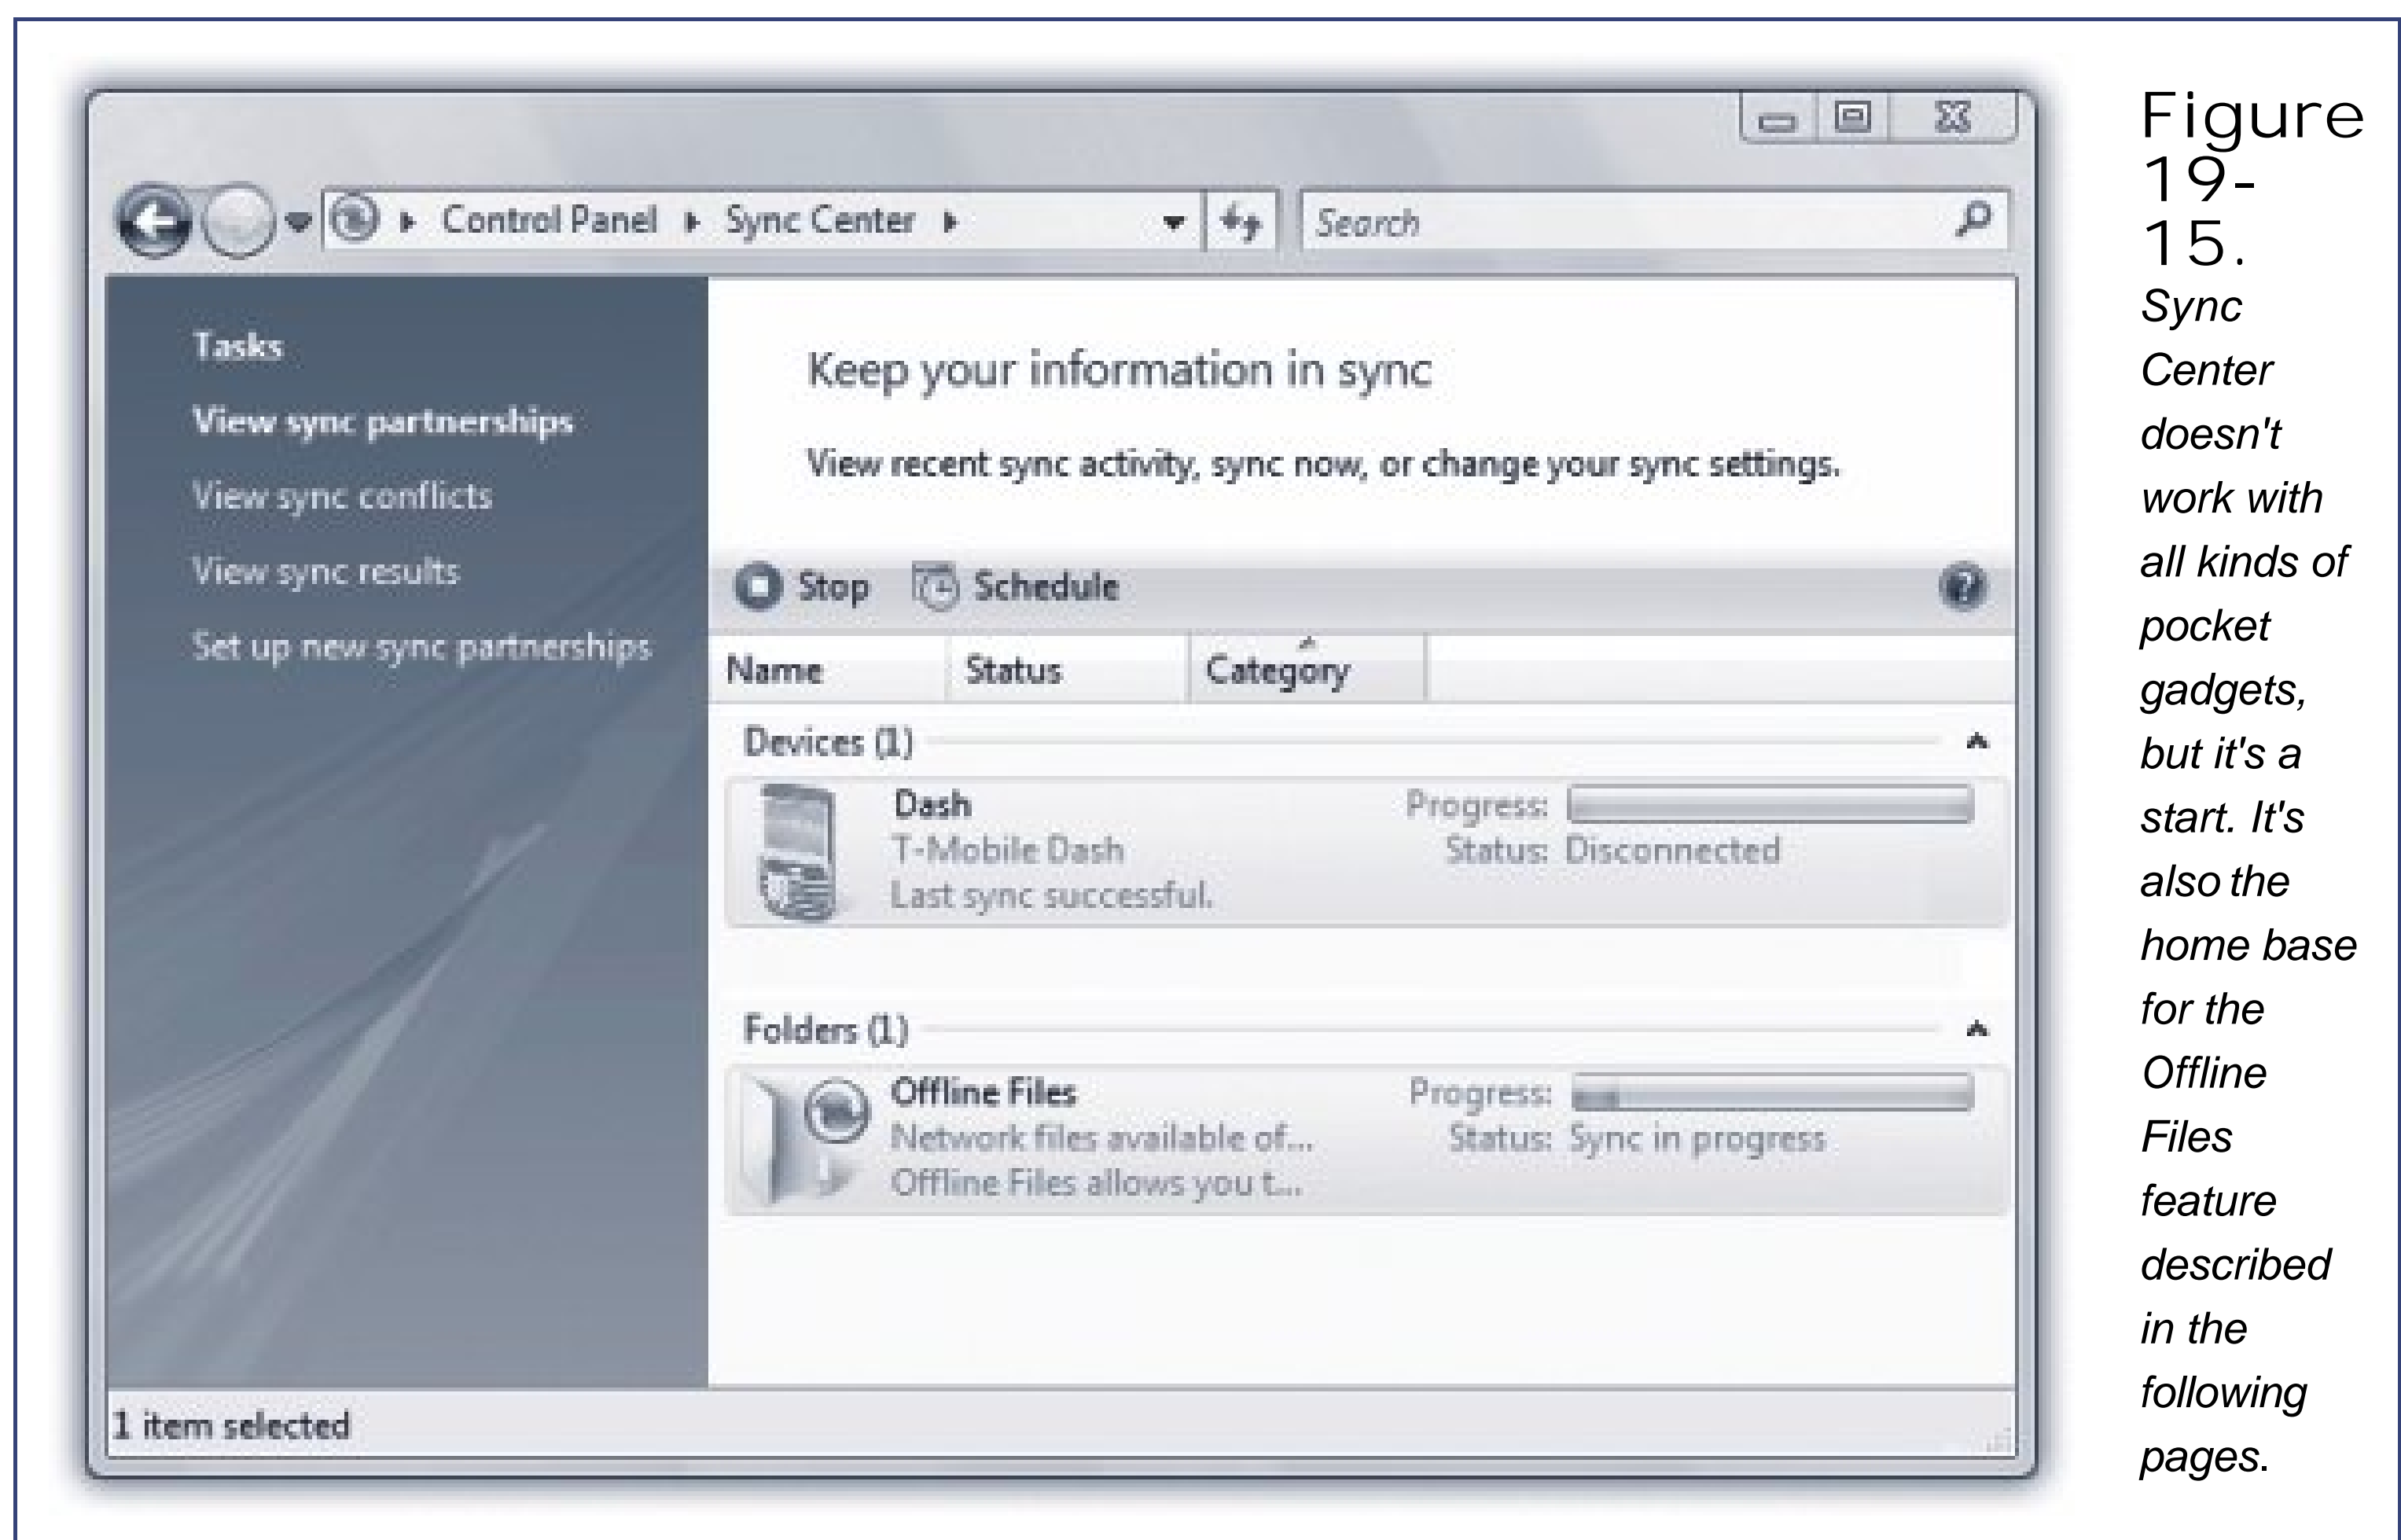 Control Panel Sync Center Search
Tasks
View sync partnerships
View sync conflicts
View sync results
Set up new sync partnerships
Keep your information in sync
View recent sync activity, sync now, or change your sync settings.
Stop Schedule
Name Status Category
Devices (1)
Dash Progress:
T-Mobile Dash Status: Disconnected
Last sync successful.
Folders (1)
Offline Files Progress:
Network files available of... Status: Sync in progress
Offline Files allows you t...
1 item selected
Figure
19-
15.
Sync
Center
doesn't
work with
all kinds of
pocket
gadgets,
but it's a
start. It's
also the
home base
for the
Offline
Files
feature
described
in the
following
pages.